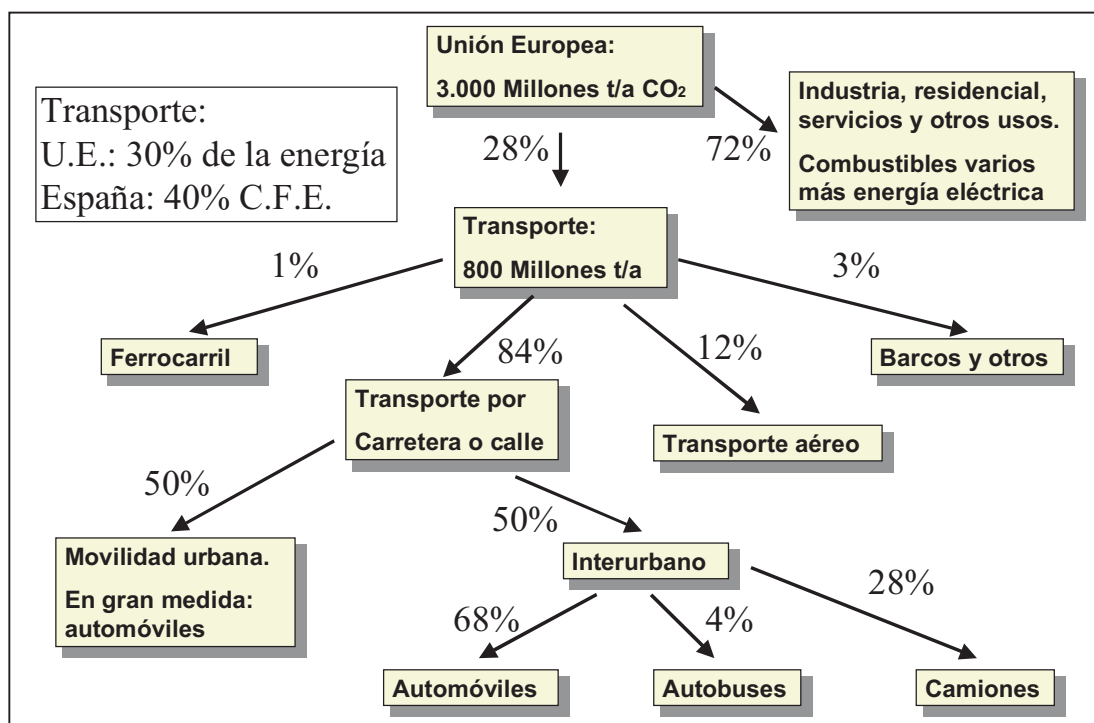 Unión Europea:
3.000 Millones t/a CO₂
Transporte:
U.E.: 30% de la energía
España: 40% C.F.E.
Industria, residencial,
servicios y otros usos.
Combustibles varios
más energía eléctrica
28%
72%
Transporte:
800 Millones t/a
1%
3%
Ferrocarril
84%
12%
Barcos y otros
Transporte por
Carretera o calle
Transporte aéreo
50%
50%
Movilidad urbana.
En gran medida:
automóviles
Interurbano
68%
4%
28%
Automóviles
Autobuses
Camiones